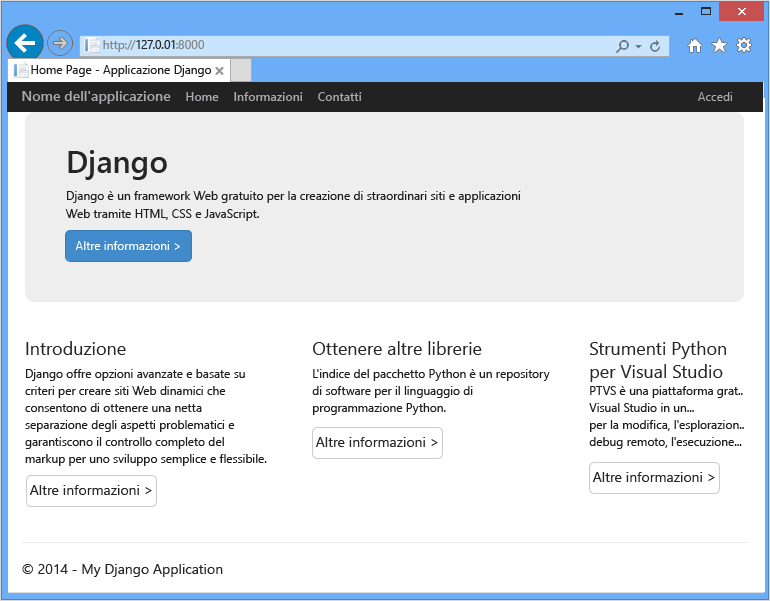 http://127.0.01:8000
Home Page - Applicazione Django
Nome dell'applicazione Home Informazioni Contatti Accedi
Django
Django è un framework Web gratuito per la creazione di straordinari siti e applicazioni
Web tramite HTML, CSS e JavaScript.
Altre informazioni >
Introduzione
Django offre opzioni avanzate e basate su
criteri per creare siti Web dinamici che
consentono di ottenere una netta
separazione degli aspetti problematici e
garantiscono il controllo completo del
markup per uno sviluppo semplice e flessibile.
Altre informazioni >
Ottenere altre librerie
L'indice del pacchetto Python è un repository
di software per il linguaggio di
programmazione Python.
Altre informazioni >
Strumenti Python
per Visual Studio
PTVS è una piattaforma grat..
Visual Studio in un...
per la modifica, l'esplorazion..
debug remoto, l'esecuzione...
Altre informazioni >
© 2014 - My Django Application